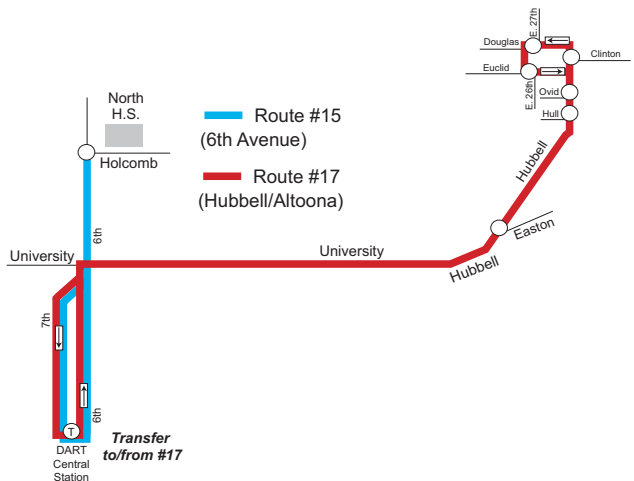 E. 27th
Douglas
Clinton
Euclid
E. 26th
Ovid
Hull
North
H.S.
Route #15
(6th Avenue)
Holcomb
Route #17
(Hubbell/Altoona)
Hubbell
6th
Easton
University
University
Hubbell
7th
6th
T
DART
Central
Station
Transfer
to/from #17